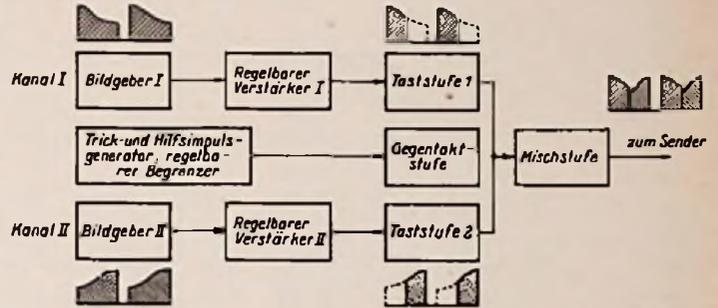 Kanal I
Bildgeber I
Regelbarer
Verstärker I
Taststufe 1
Trick-und Hilfsimpuls-
generator, regelba-
rer Begrenzer
Gegentakt-
stufe
Mischstufe
zum Sender
Kanal II
Bildgeber II
Regelbarer
Verstärker II
Taststufe 2